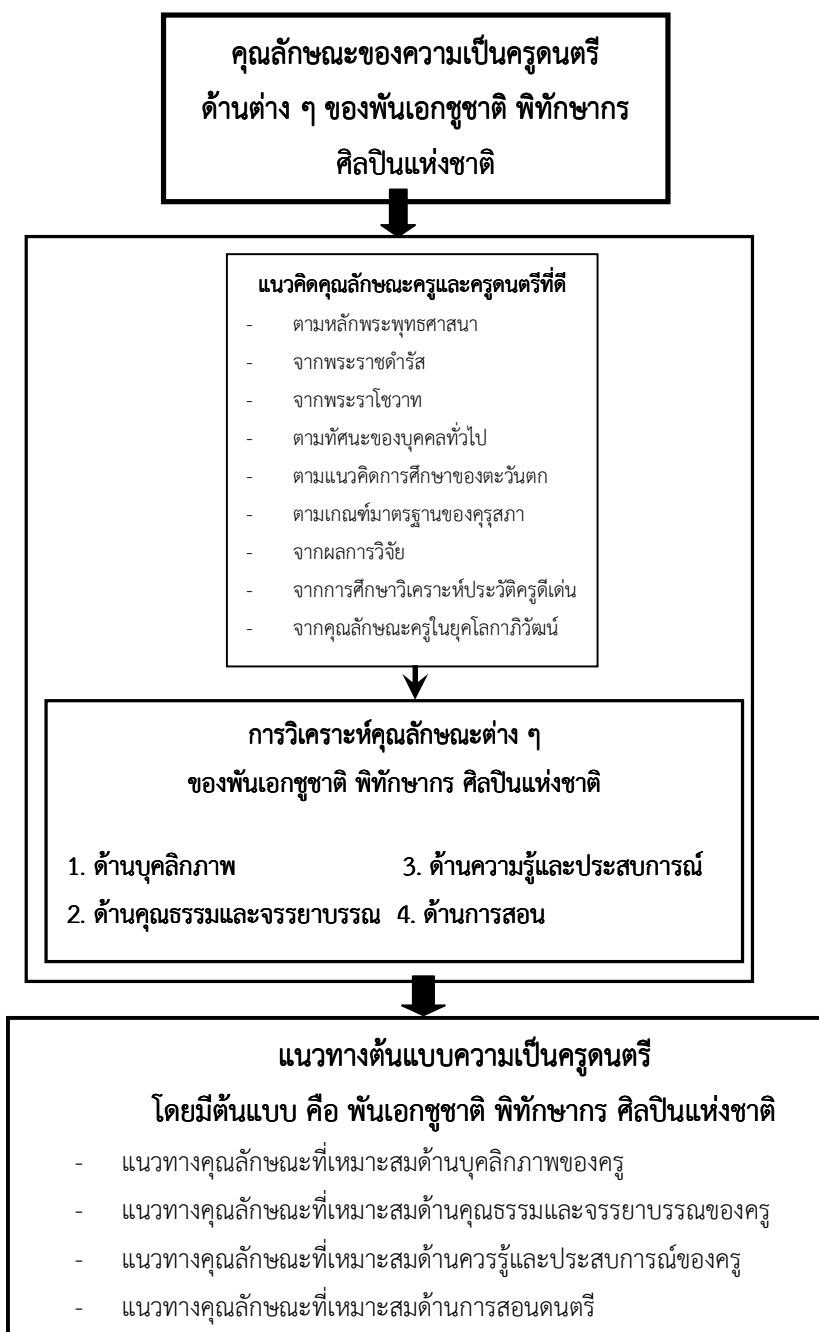 คุณลักษณะของความเป็นครูดนตรี
ด้านต่าง ๆ ของพันเอกชูชาติ พิทักษากร
ศิลปินแห่งชาติ
แนวคิดคุณลักษณะครูและครูดนตรีที่ดี
- ตามหลักพระพุทธศาสนา
- จากพระราชดำรัส
- จากพระราโชวาท
- ตามทัศนะของบุคคลทั่วไป
- ตามแนวคิดการศึกษาของตะวันตก
- ตามเกณฑ์มาตรฐานของคุรุสภา
- จากผลการวิจัย
- จากการศึกษาวิเคราะห์ประวัติครูดีเด่น
- จากคุณลักษณะครูในยุคโลกาภิวัฒน์
การวิเคราะห์คุณลักษณะต่าง ๆ
ของพันเอกชูชาติ พิทักษากร ศิลปินแห่งชาติ
1. ด้านบุคลิกภาพ 3. ด้านความรู้และประสบการณ์
2. ด้านคุณธรรมและจรรยาบรรณ 4. ด้านการสอน
แนวทางต้นแบบความเป็นครูดนตรี
โดยมีต้นแบบ คือ พันเอกชูชาติ พิทักษากร ศิลปินแห่งชาติ
- แนวทางคุณลักษณะที่เหมาะสมด้านบุคลิกภาพของครู
- แนวทางคุณลักษณะที่เหมาะสมด้านคุณธรรมและจรรยาบรรณของครู
- แนวทางคุณลักษณะที่เหมาะสมด้านควรรู้และประสบการณ์ของครู
- แนวทางคุณลักษณะที่เหมาะสมด้านการสอนดนตรี